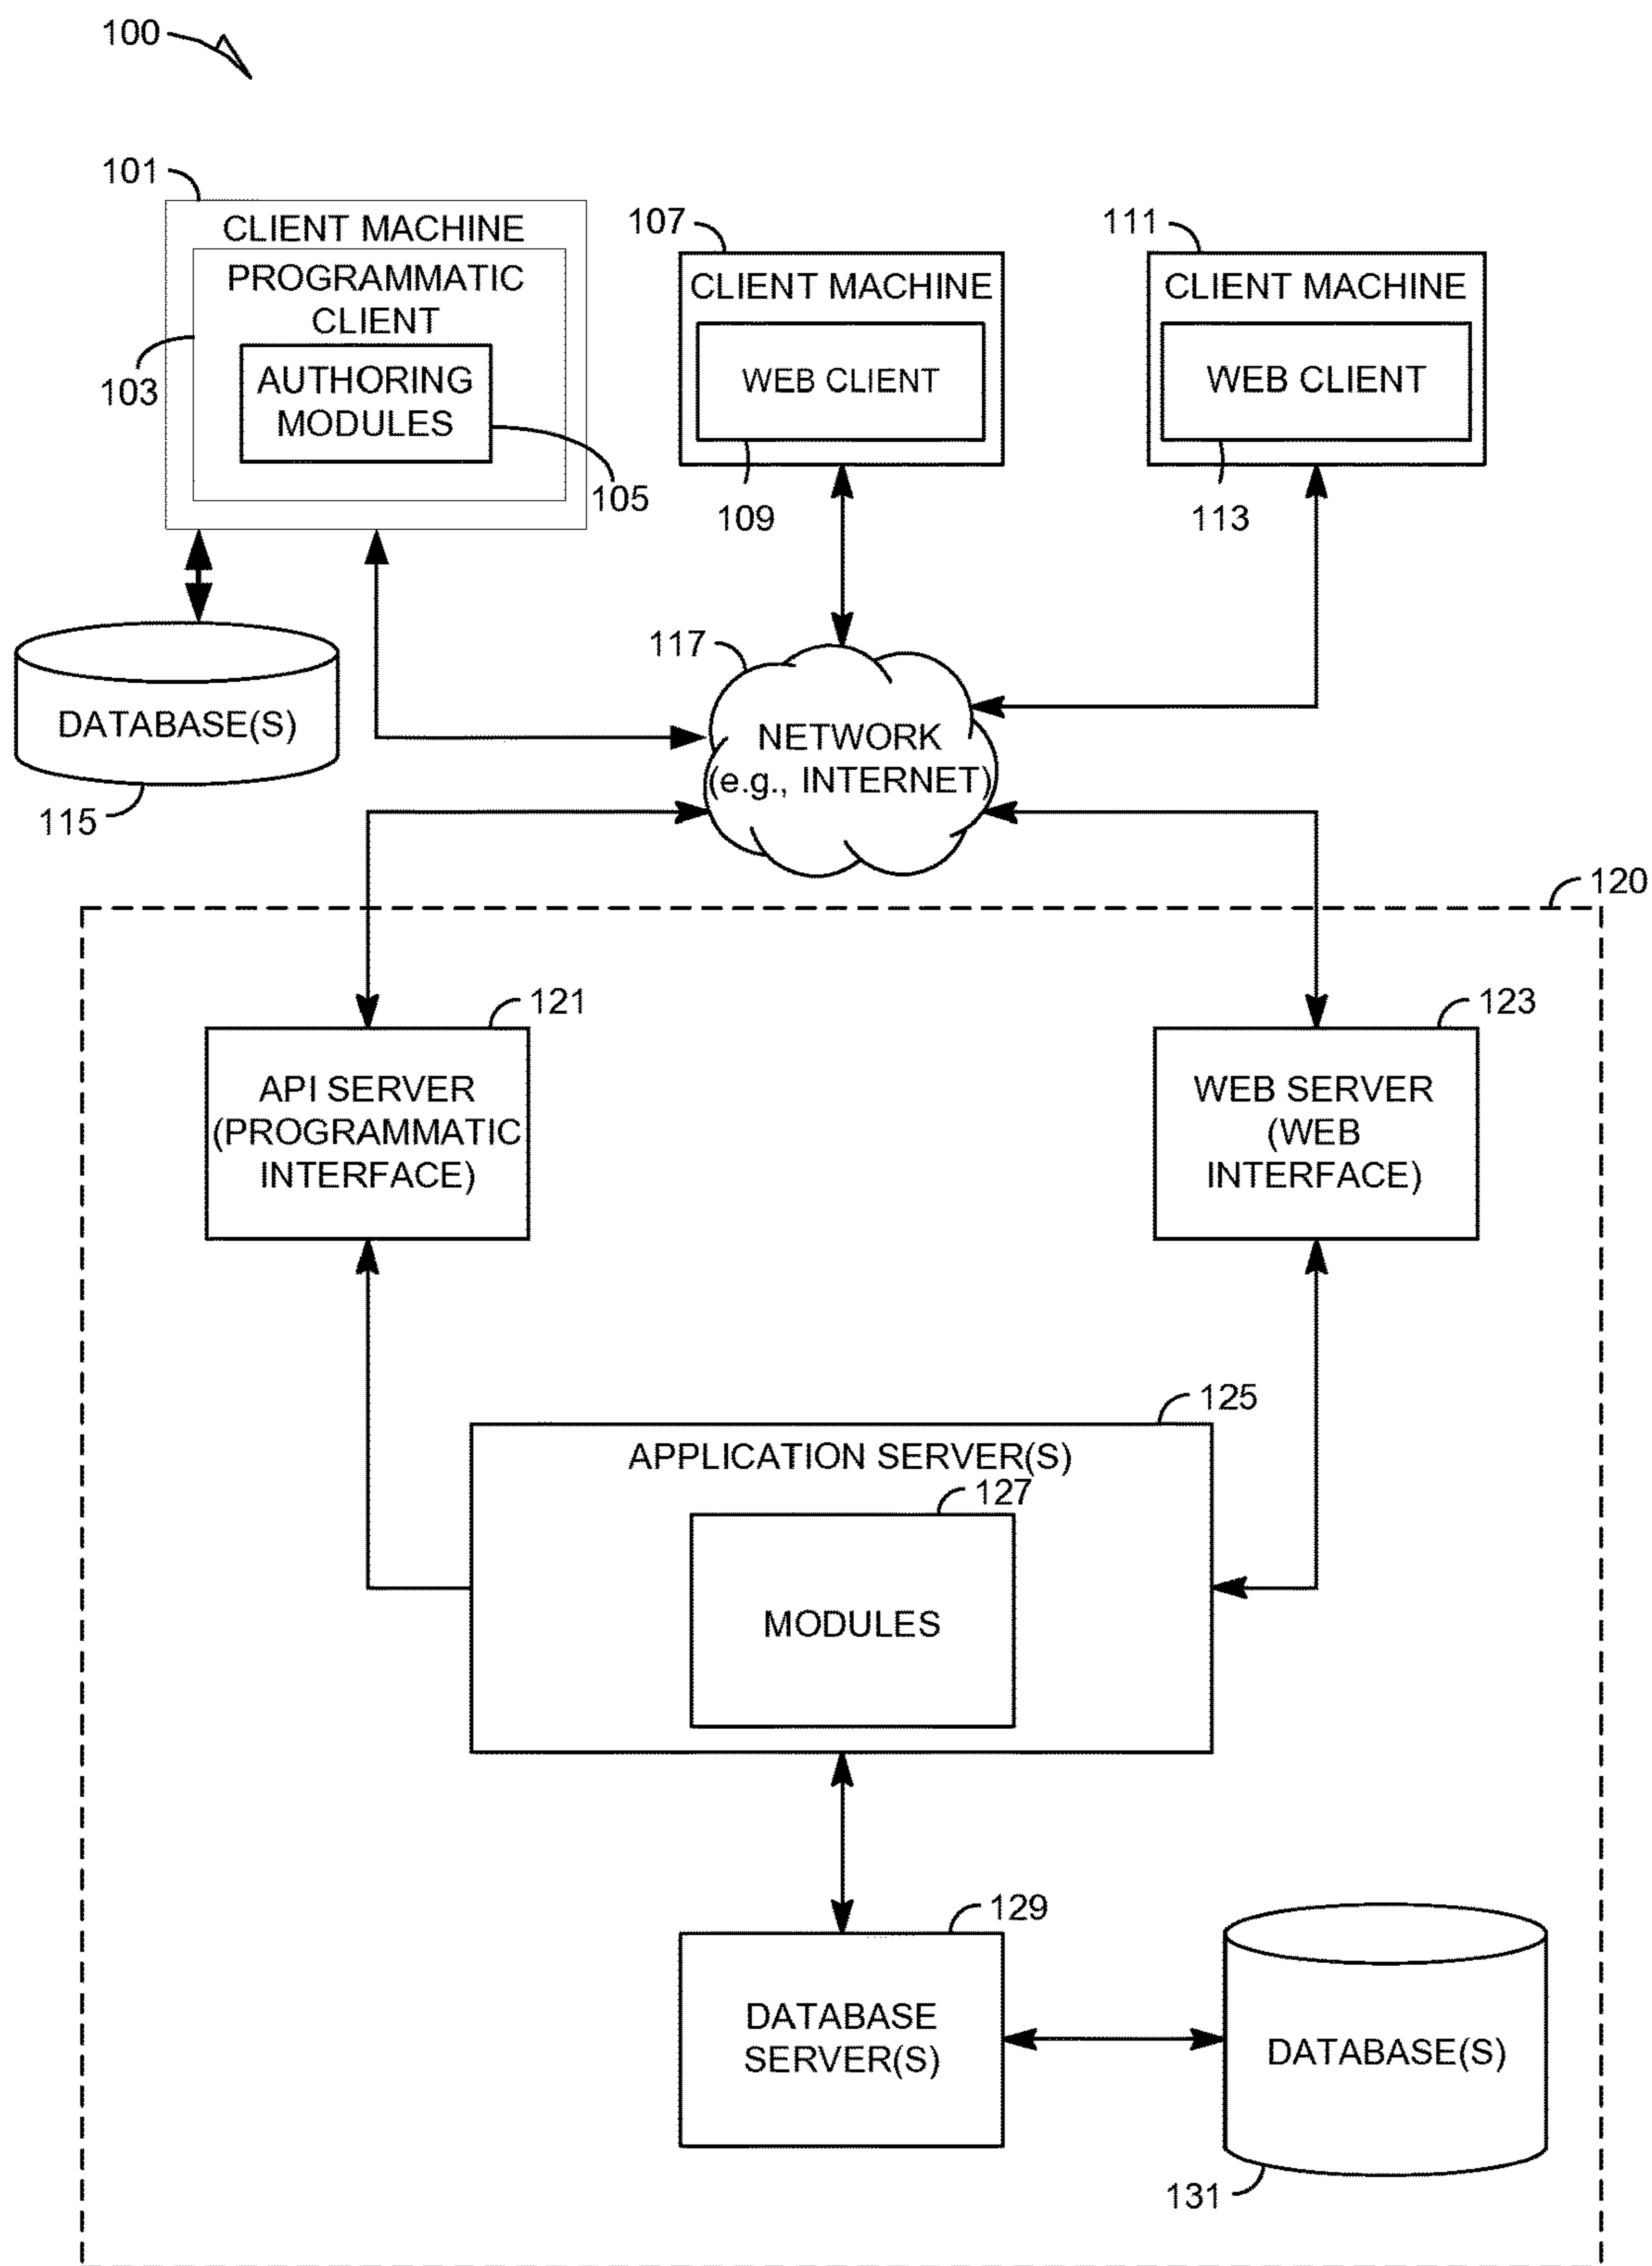 100
101
CLIENT MACHINE
PROGRAMMATIC
CLIENT
103
AUTHORING
MODULES
105
107
CLIENT MACHINE
WEB CLIENT
109
111
CLIENT MACHINE
WEB CLIENT
113
DATABASE(S)
115
117
NETWORK
(e.g., INTERNET)
120
121
API SERVER
(PROGRAMMATIC
INTERFACE)
123
WEB SERVER
(WEB
INTERFACE)
125
APPLICATION SERVER(S)
127
MODULES
129
DATABASE
SERVER(S)
DATABASE(S)
131